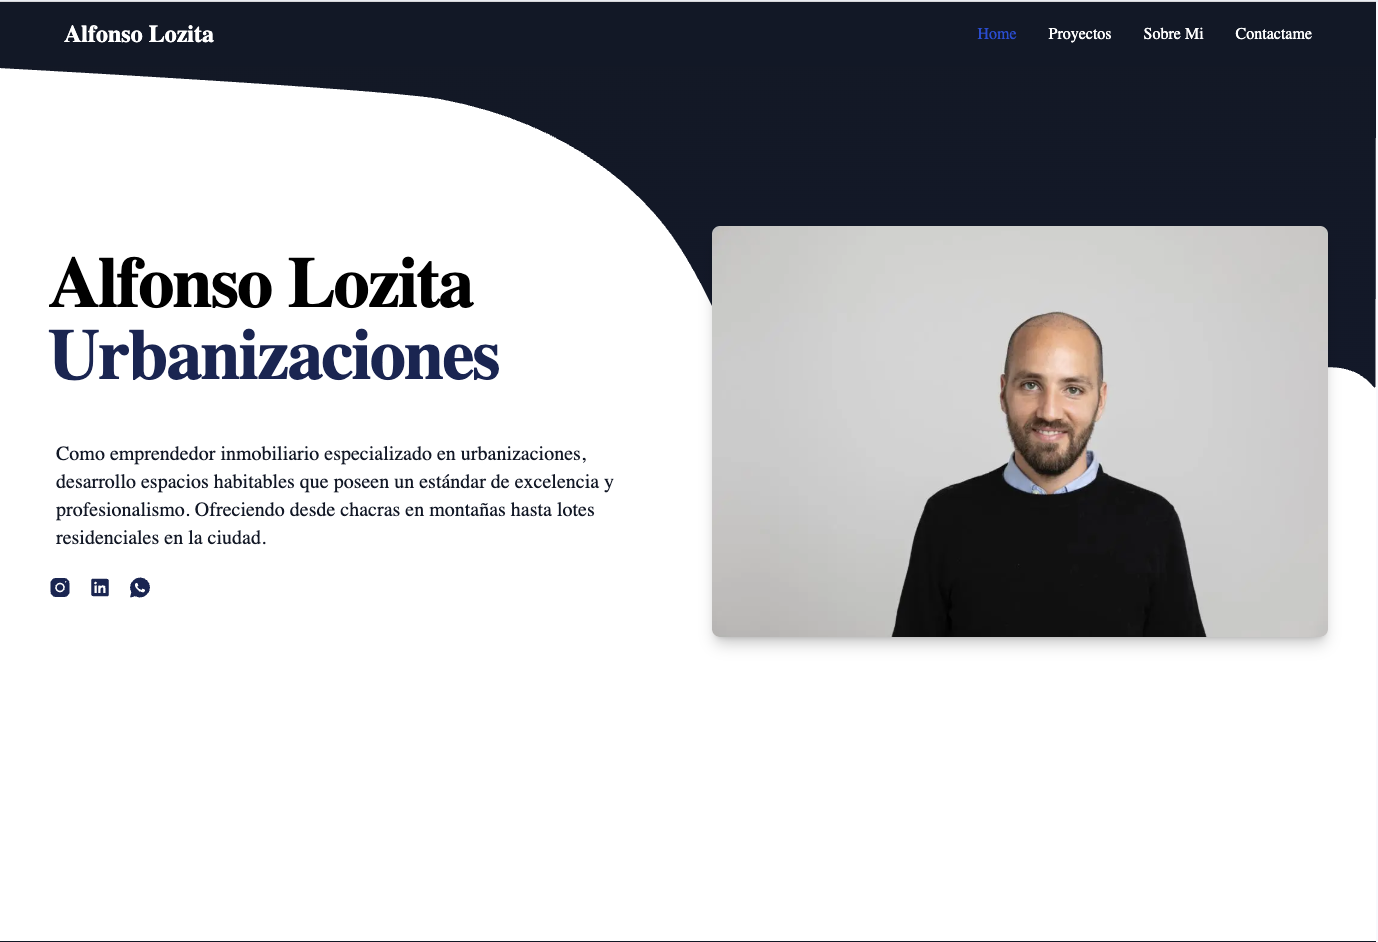 Alfonso Lozita
Home Proyectos Sobre Mi Contactame
Alfonso Lozita
Urbanizaciones
Como emprendedor inmobiliario especializado en urbanizaciones,
desarrollo espacios habitables que poseen un estándar de excelencia y
profesionalismo. Ofreciendo desde chacras en montañas hasta lotes
residenciales en la ciudad.
in